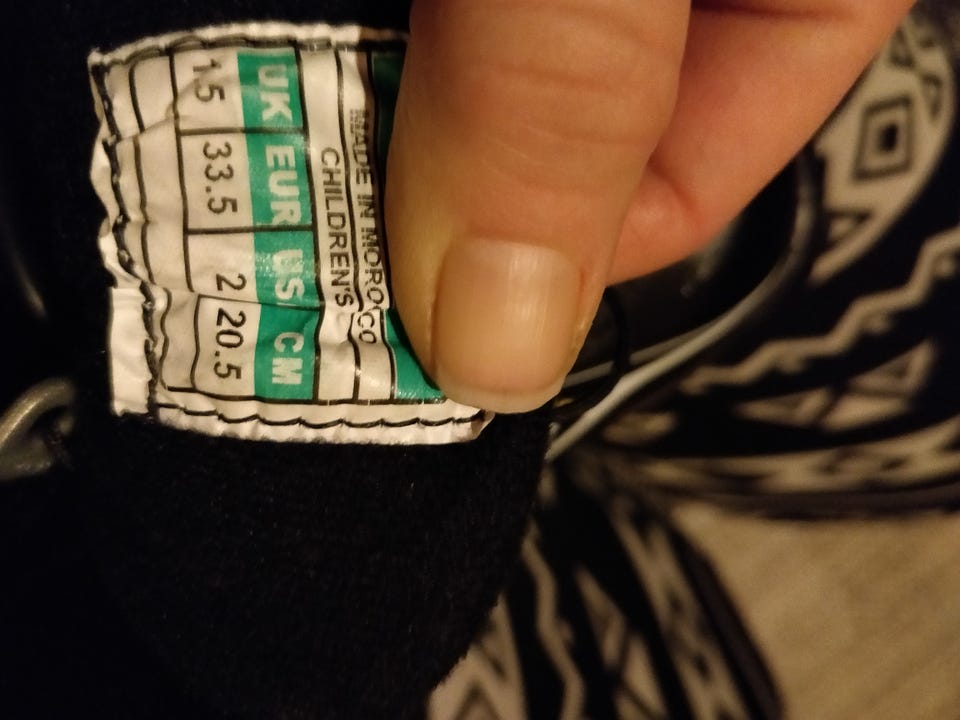 MADE IN MOROCCO
CHILDREN'S
UK EUR US CM
1.5 33.5 2 20.5